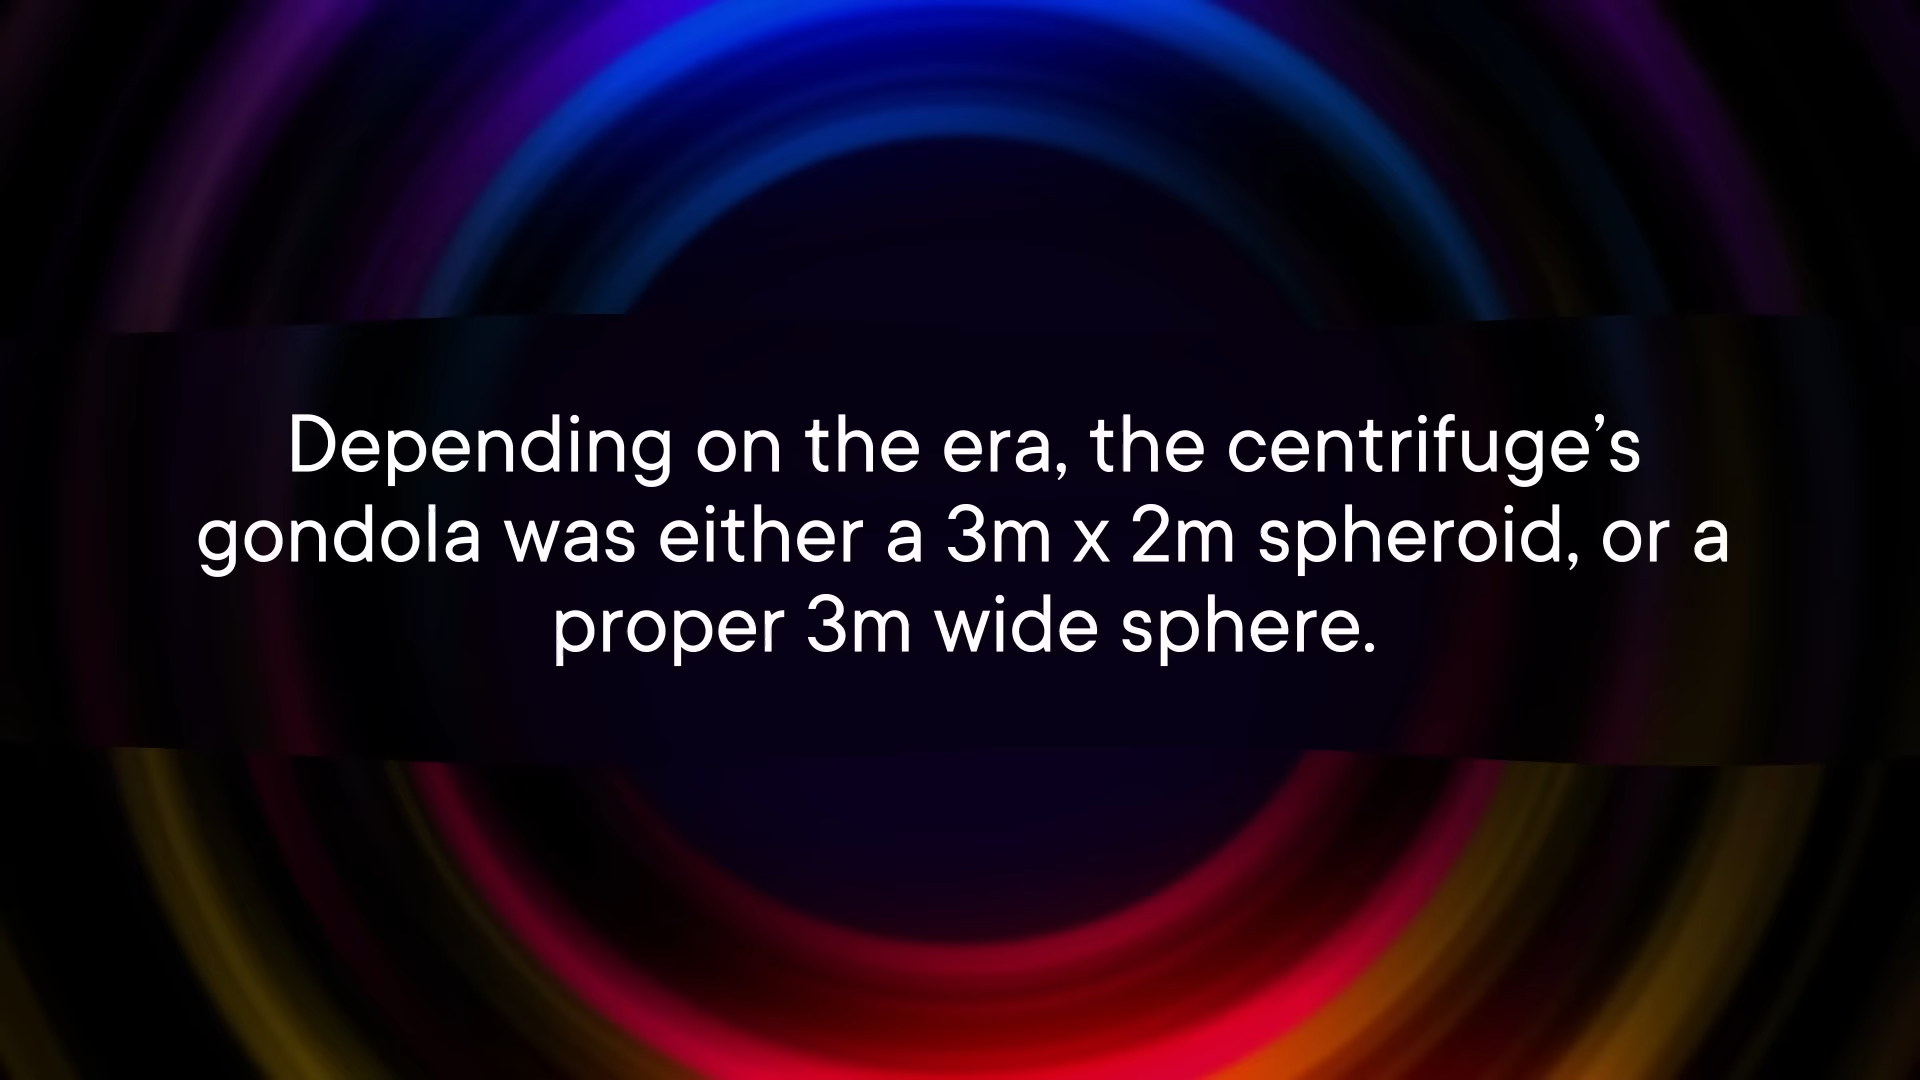 Depending on the era, the centrifuge’s
gondola was either a 3m x 2m spheroid, or a
proper 3m wide sphere.